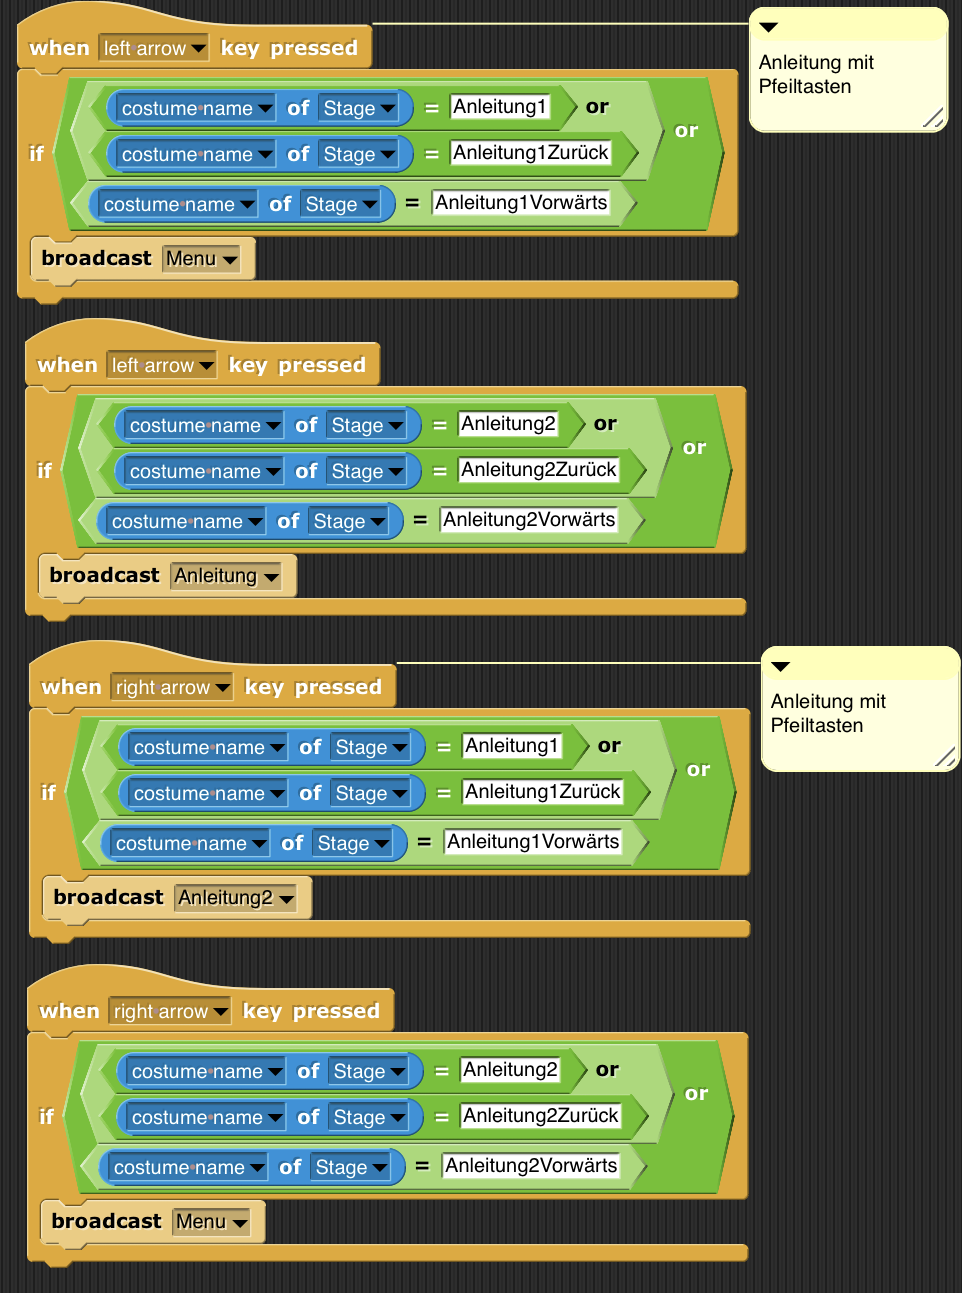 when left arrow key pressed
Anleitung mit
Pfeiltasten
costume name of Stage = Anleitung1 or
or
if costume name of Stage = Anleitung1Zurück
costume name of Stage = Anleitung1Vorwärts
broadcast Menu
when left arrow key pressed
costume name of Stage = Anleitung2 or
or
if costume name of Stage = Anleitung2Zurück
costume name of Stage = Anleitung2Vorwärts
broadcast Anleitung
when right arrow key pressed
Anleitung mit
Pfeiltasten
costume name of Stage = Anleitung1 or
or
if costume name of Stage = Anleitung1Zurück
costume name of Stage = Anleitung1Vorwärts
broadcast Anleitung2
when right arrow key pressed
costume name of Stage = Anleitung2 or
or
if costume name of Stage = Anleitung2Zurück
costume name of Stage = Anleitung2Vorwärts
broadcast Menu